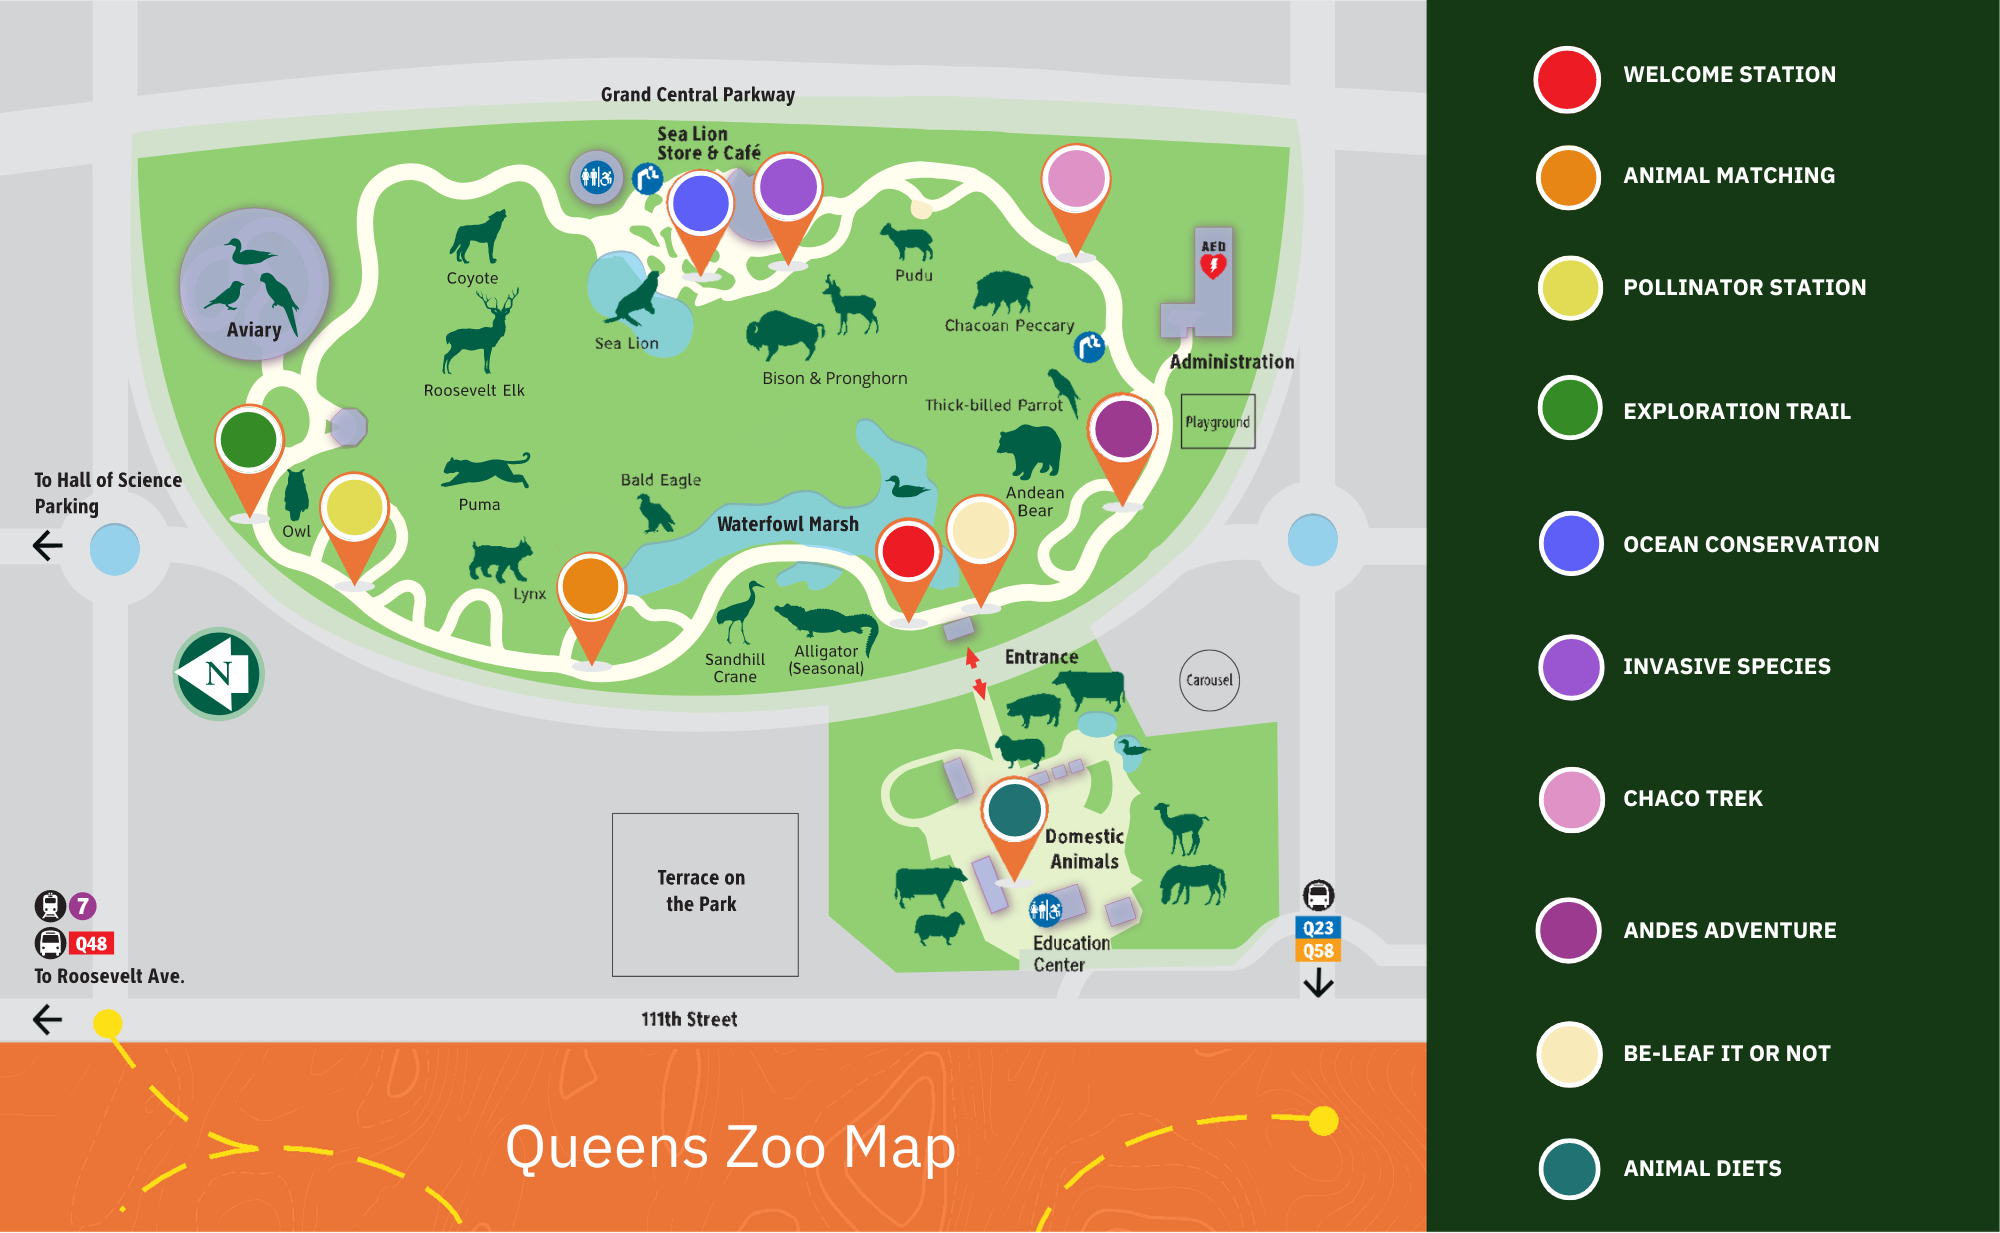 Grand Central Parkway
Sea Lion
Store & Café
Coyote
Pudu
AED
Aviary
Roosevelt Elk
Sea Lion
Bison & Pronghorn
Chacoan Peccary
Administration
Thick-billed Parrot
Playground
To Hall of Science
Parking
Owl
Puma
Bald Eagle
Waterfowl Marsh
Andean
Bear
Lynx
N
Sandhill
Crane
Alligator
(Seasonal)
Entrance
Carousel
Domestic
Animals
Terrace on
the Park
Education
Center
7
Q48
To Roosevelt Ave.
Q23
Q58
111th Street
Queens Zoo Map
WELCOME STATION
ANIMAL MATCHING
POLLINATOR STATION
EXPLORATION TRAIL
OCEAN CONSERVATION
INVASIVE SPECIES
CHACO TREK
ANDES ADVENTURE
BE-LEAF IT OR NOT
ANIMAL DIETS